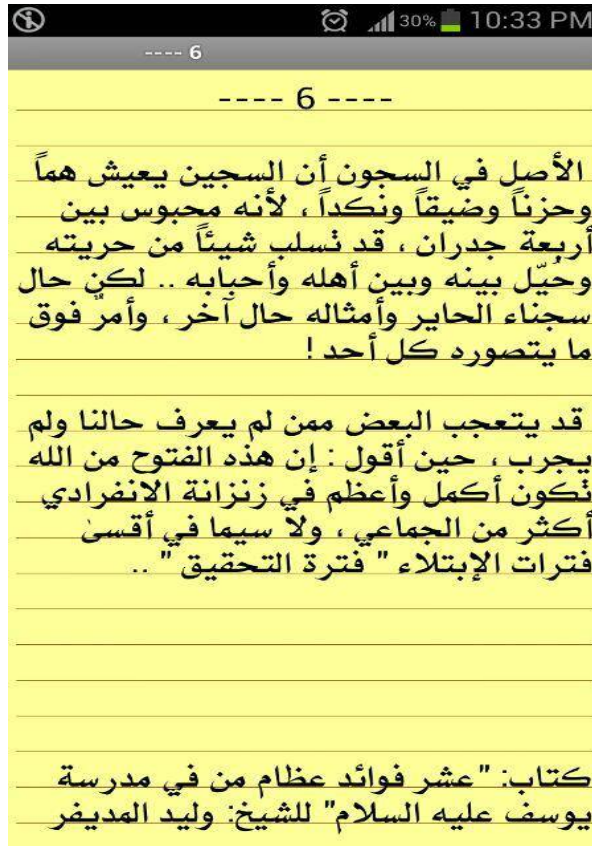 30% 10:33 PM
---- 6
---- 6 ----
الأصل في السجون أن السجين يعيش هماً
وحزناً وضيقاً ونكداً ، لأنه محبوس بين
أربعة جدران ، قد سُلب شيئاً من حريته
وحُيّل بينه وبين أهله وأحبابه .. لكن حال
سجناء الحاير وأمثاله حال آخر ، وأمرٌ فوق
ما يتصوره كل أحد !
قد يتعجب البعض ممن لم يعرف حالنا ولم
يجرب ، حين أقول : إن هذه الفتوح من الله
تكون أكمل وأعظم في زنزانة الانفرادي
أكثر من الجماعي ، ولا سيما في أقسىٰ
فترات الإبتلاء " فترة التحقيق " ..
كتاب: "عشر فوائد عظام من في مدرسة
يوسف عليه السلام" للشيخ: وليد المديفر